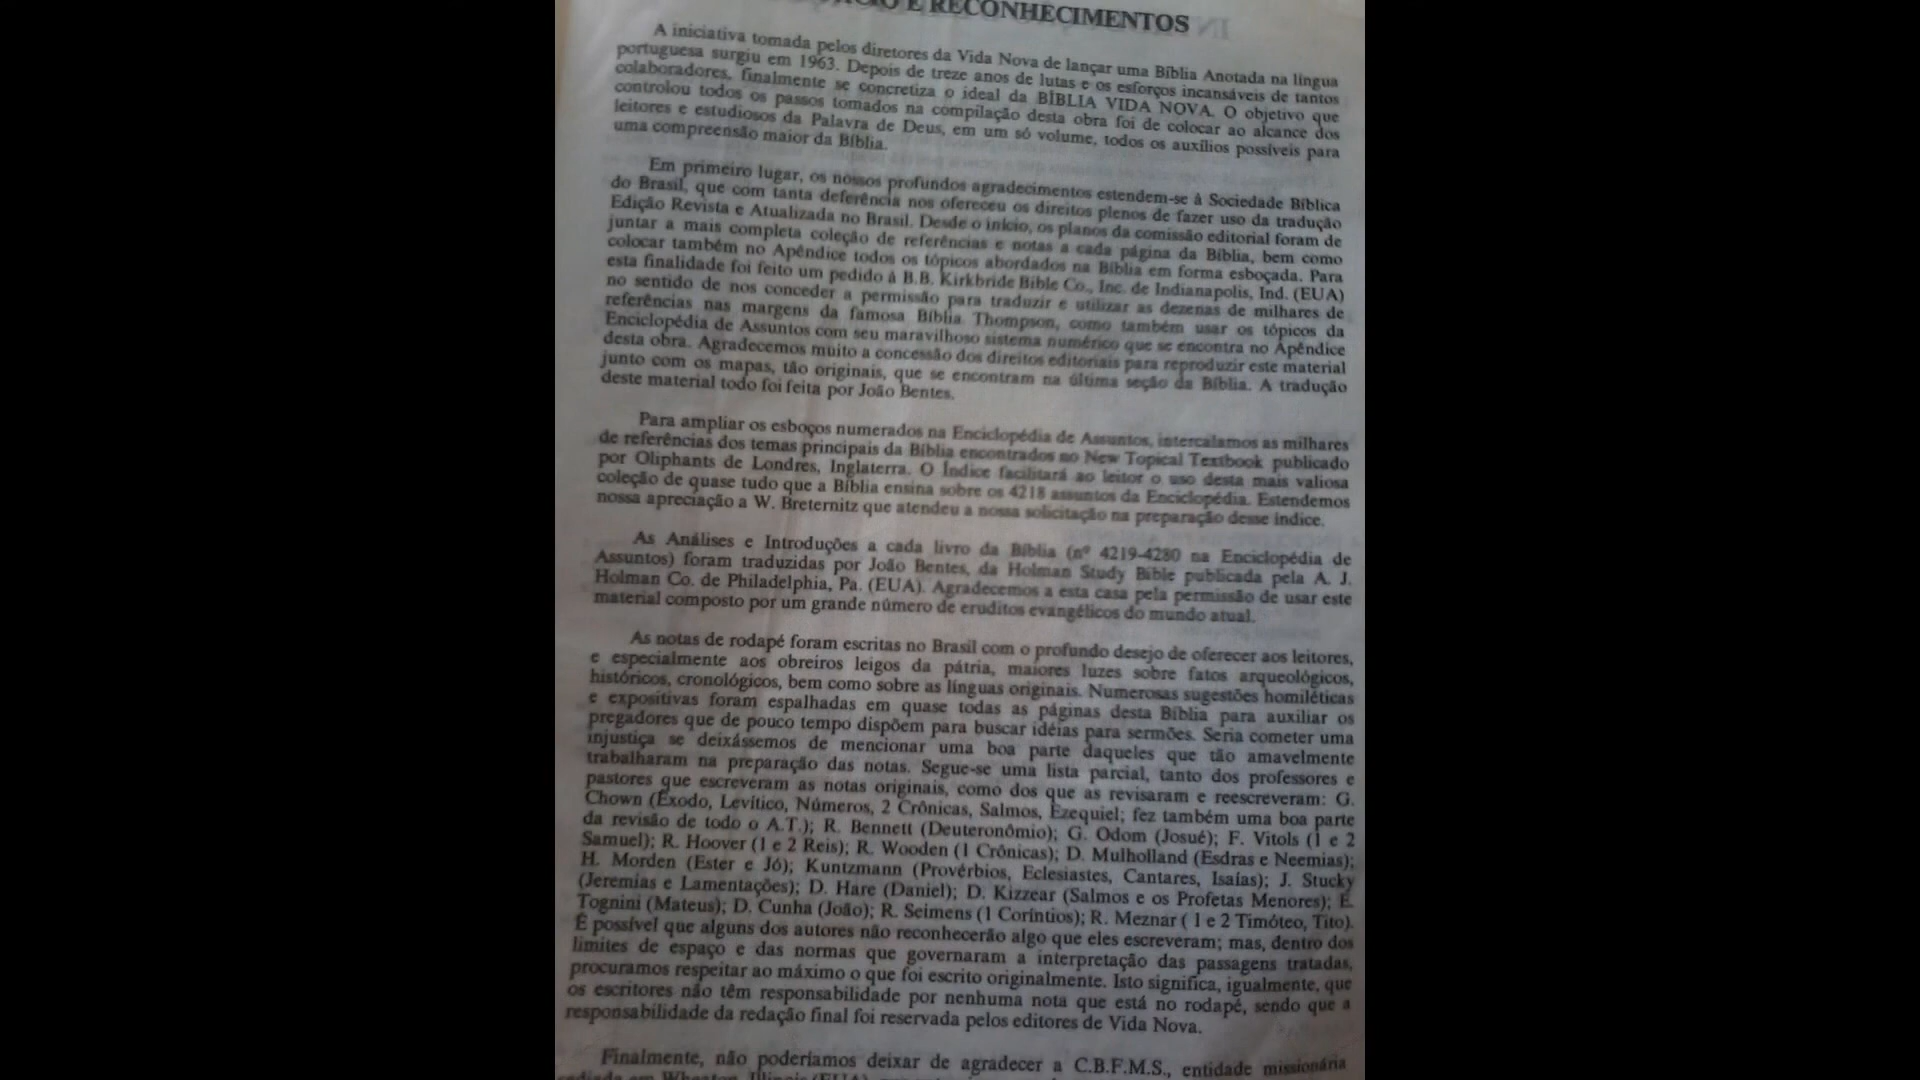 E RECONHECIMENTOS
A iniciativa tomada pelos diretores da Vida Nova de lançar uma Bíblia Anotada na língua
portuguesa surgiu em 1963. Depois de treze anos de lutas e os esforços incansáveis de tantos
colaboradores, finalmente se concretiza o ideal da BÍBLIA VIDA NOVA. O objetivo que
controlou todos os passos tomados na compilação desta obra foi de colocar ao alcance dos
leitores e estudiosos da Palavra de Deus, em um só volume, todos os auxílios possíveis para
uma compreensão maior da Bíblia.
Em primeiro lugar, os nossos profundos agradecimentos estendem-se à Sociedade Bíblica
do Brasil, que com tanta deferência nos ofereceu os direitos plenos de fazer uso da tradução
Edição Revista e Atualizada no Brasil. Desde o início, os planos da comissão editorial foram de
juntar a mais completa coleção de referências e notas a cada página da Bíblia, bem como
colocar também no Apêndice todos os tópicos abordados na Bíblia em forma esboçada. Para
esta finalidade foi feito um pedido à B.B. Kirkbride Bible Co., Inc. de Indianapolis, Ind. (EUA)
no sentido de nos conceder a permissão para traduzir e utilizar as dezenas de milhares de
referências nas margens da famosa Bíblia Thompson, como também usar os tópicos da
Enciclopédia de Assuntos com seu maravilhoso sistema numérico que se encontra no Apêndice
desta obra. Agradecemos muito a concessão dos direitos editoriais para reproduzir este material
junto com os mapas, tão originais, que se encontram na última seção da Bíblia. A tradução
deste material todo foi feita por João Bentes.
Para ampliar os esboços numerados na Enciclopédia de Assuntos, intercalamos as milhares
de referências dos temas principais da Bíblia encontrados no New Topical Textbook publicado
por Oliphants de Londres, Inglaterra. O Índice facilitará ao leitor o uso desta mais valiosa
coleção de quase tudo que a Bíblia ensina sobre os 4218 assuntos da Enciclopédia. Estendemos
nossa apreciação a W. Breternitz que atendeu a nossa solicitação na preparação desse índice.
As Análises e Introduções a cada livro da Bíblia (nº 4219-4280 na Enciclopédia de
Assuntos) foram traduzidas por João Bentes, da Holman Study Bible publicada pela A. J.
Holman Co. de Philadelphia, Pa. (EUA). Agradecemos a esta casa pela permissão de usar este
material composto por um grande número de eruditos evangélicos do mundo atual.
As notas de rodapé foram escritas no Brasil com o profundo desejo de oferecer aos leitores,
e especialmente aos obreiros leigos da pátria, maiores luzes sobre fatos arqueológicos,
históricos, cronológicos, bem como sobre as línguas originais. Numerosas sugestões homiléticas
e expositivas foram espalhadas em quase todas as páginas desta Bíblia para auxiliar os
pregadores que de pouco tempo dispõem para buscar idéias para sermões. Seria cometer uma
injustiça se deixássemos de mencionar uma boa parte daqueles que tão amavelmente
trabalharam na preparação das notas. Segue-se uma lista parcial, tanto dos professores e
pastores que escreveram as notas originais, como dos que as revisaram e reescreveram: G.
Chown (Êxodo, Levítico, Números, 2 Crônicas, Salmos, Ezequiel; fez também uma boa parte
da revisão de todo o A.T.); R. Bennett (Deuteronômio); G. Odom (Josué); F. Vitols (1 e 2
Samuel); R. Hoover (1 e 2 Reis); R. Wooden (1 Crônicas); D. Mulholland (Esdras e Neemias);
H. Morden (Ester e Jó); Kuntzmann (Provérbios, Eclesiastes, Cantares, Isaías); J. Stucky
(Jeremias e Lamentações); D. Hare (Daniel); D. Kizzear (Salmos e os Profetas Menores); E.
Tognini (Mateus); D. Cunha (João); R. Seimens (1 Coríntios); R. Meznar ( 1 e 2 Timóteo, Tito).
É possível que alguns dos autores não reconhecerão algo que eles escreveram; mas, dentro dos
limites de espaço e das normas que governaram a interpretação das passagens tratadas,
procuramos respeitar ao máximo o que foi escrito originalmente. Isto significa, igualmente, que
os escritores não têm responsabilidade por nenhuma nota que está no rodapé, sendo que a
responsabilidade da redação final foi reservada pelos editores de Vida Nova.
Finalmente, não poderíamos deixar de agradecer a C.B.F.M.S., entidade missionária
em Wheaton, Illinois (EUA)